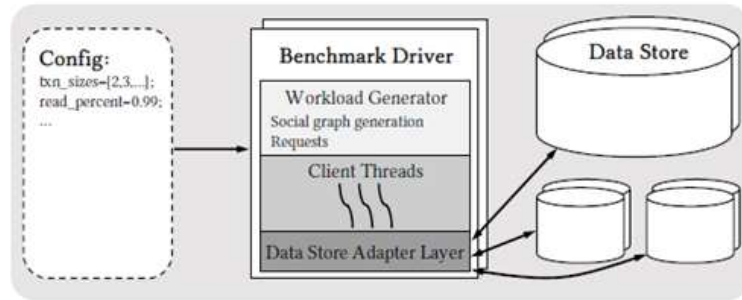 Config:
txn_sizes=[2,3,...];
read_percent=0.99;
...
Benchmark Driver
Workload Generator
Social graph generation
Requests
Client Threads
Data Store Adapter Layer
Data Store